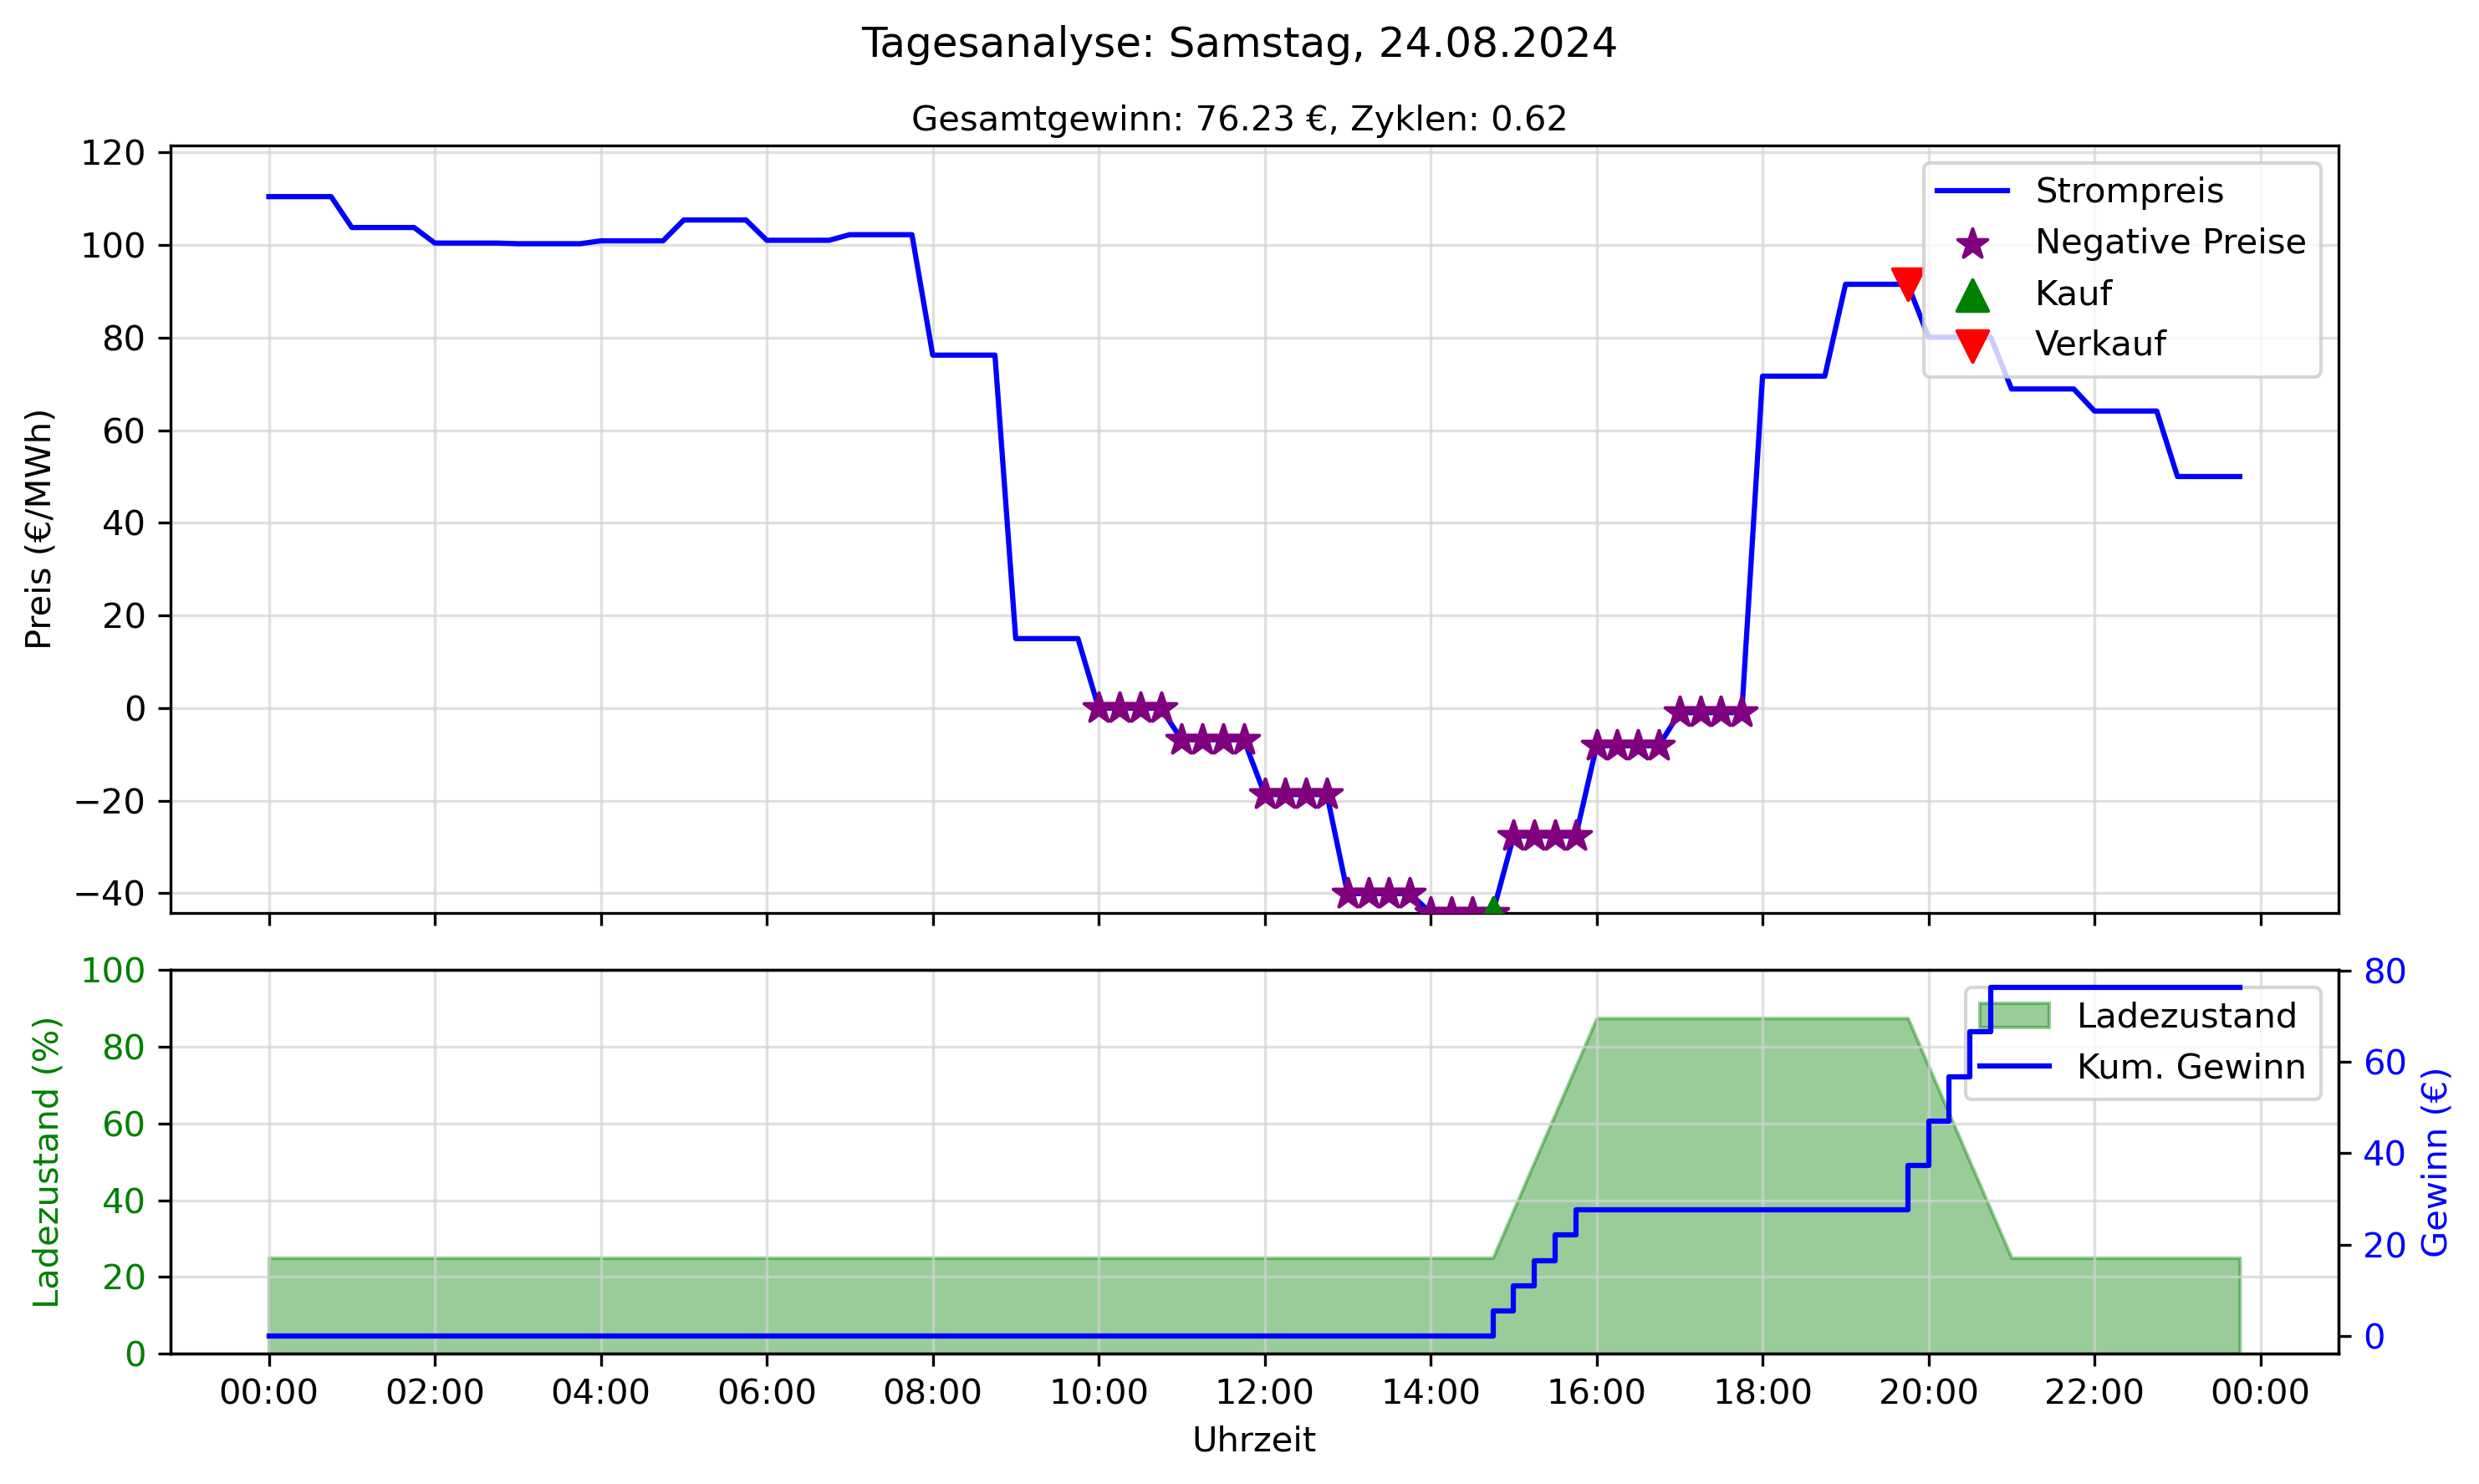 Tagesanalyse: Samstag, 24.08.2024
Gesamtgewinn: 76.23 €, Zyklen: 0.62
Preis (€/MWh)
120
100
80
60
40
20
0
−20
−40
Strompreis
Negative Preise
Kauf
Verkauf
Ladezustand (%)
100
80
60
40
20
0
Ladezustand
Kum. Gewinn
80
60
40
20
0
Gewinn (€)
00:00 02:00 04:00 06:00 08:00 10:00 12:00 14:00 16:00 18:00 20:00 22:00 00:00
Uhrzeit